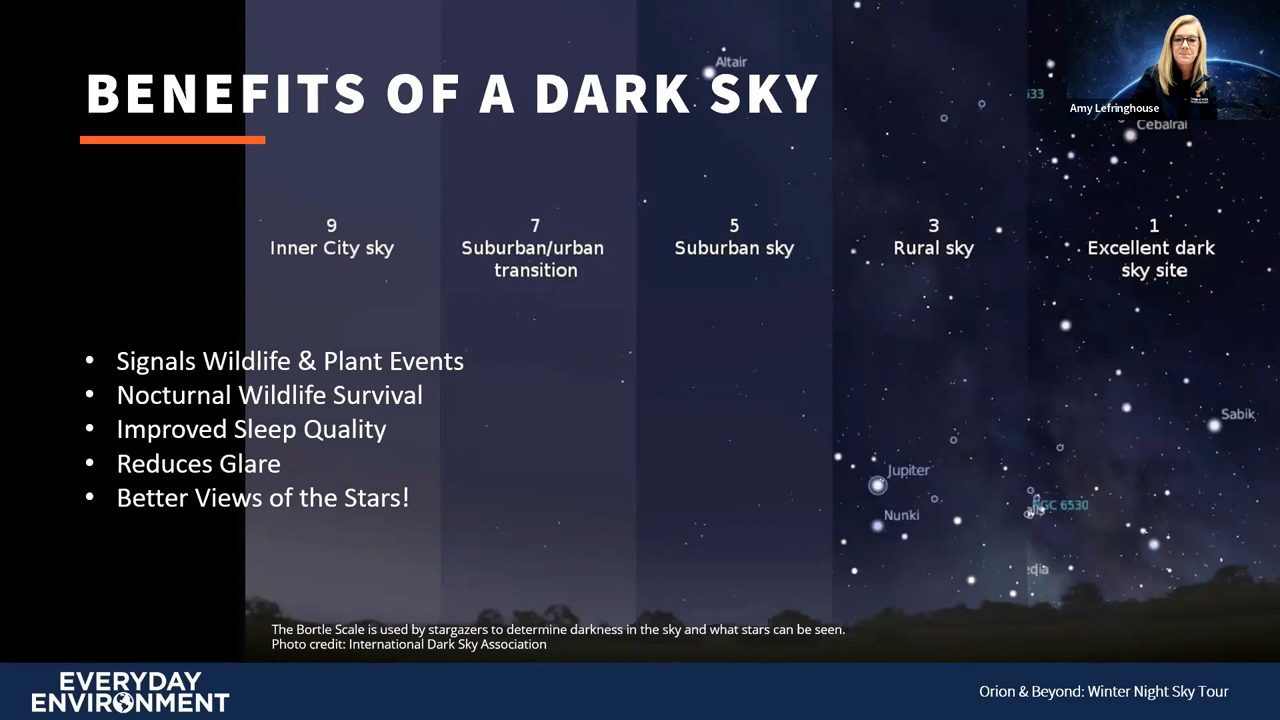 Altair
BENEFITS OF A DARK SKY
633
Amy Lefringhouse
Cebalrai
9
Inner City sky
7
Suburban/urban
transition
5
Suburban sky
3
Rural sky
1
Excellent dark
sky site
• Signals Wildlife & Plant Events
• Nocturnal Wildlife Survival
• Improved Sleep Quality
• Reduces Glare
• Better Views of the Stars!
Sabik
Jupiter
NGC 6530
Nunki
The Bortle Scale is used by stargazers to determine darkness in the sky and what stars can be seen.
Photo credit: International Dark Sky Association
EVERYDAY
ENVIRONMENT
Orion & Beyond: Winter Night Sky Tour